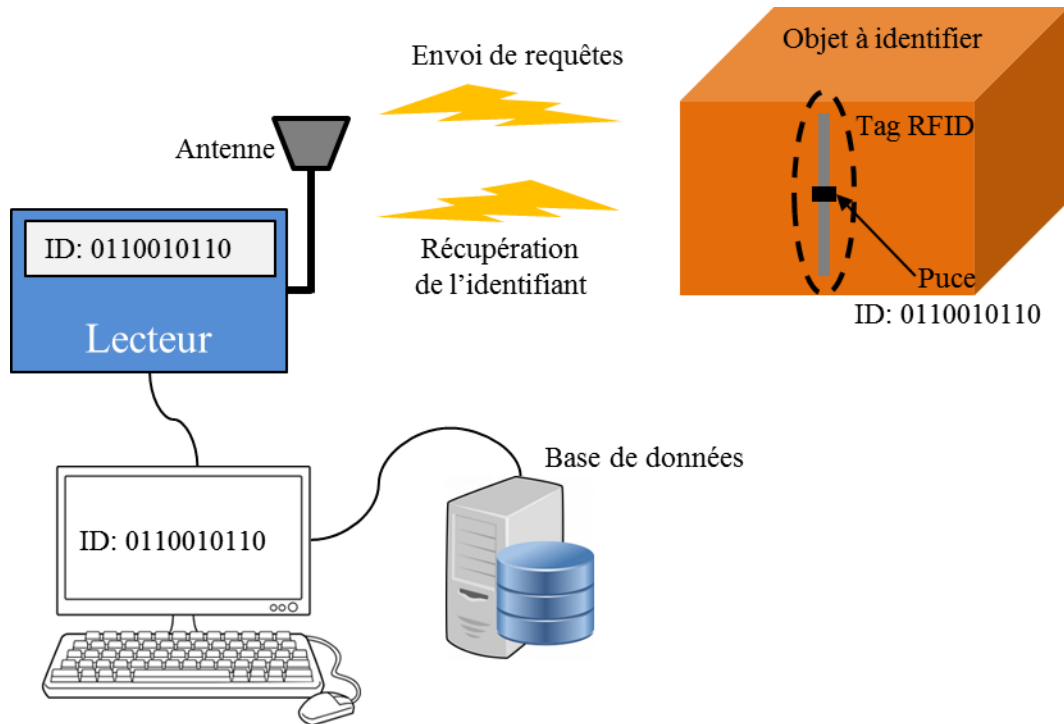 Envoi de requêtes
Objet à identifier
Tag RFID
Antenne
ID: 0110010110
Lecteur
Récupération
de l’identifiant
Puce
ID: 0110010110
Base de données
ID: 0110010110